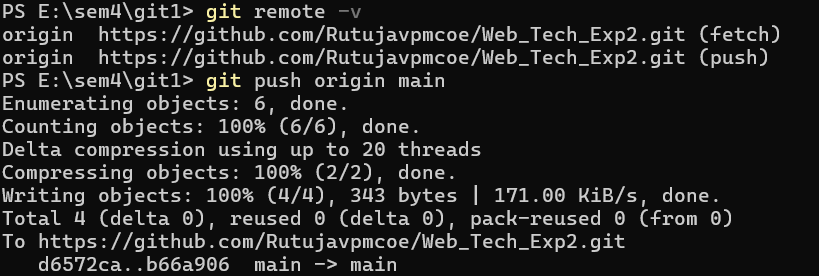 PS E:\sem4\git1> git remote -v
origin  https://github.com/Rutujavpmcoe/Web_Tech_Exp2.git (fetch)
origin  https://github.com/Rutujavpmcoe/Web_Tech_Exp2.git (push)
PS E:\sem4\git1> git push origin main
Enumerating objects: 6, done.
Counting objects: 100% (6/6), done.
Delta compression using up to 20 threads
Compressing objects: 100% (2/2), done.
Writing objects: 100% (4/4), 343 bytes | 171.00 KiB/s, done.
Total 4 (delta 0), reused 0 (delta 0), pack-reused 0 (from 0)
To https://github.com/Rutujavpmcoe/Web_Tech_Exp2.git
   d6572ca..b66a906  main -> main